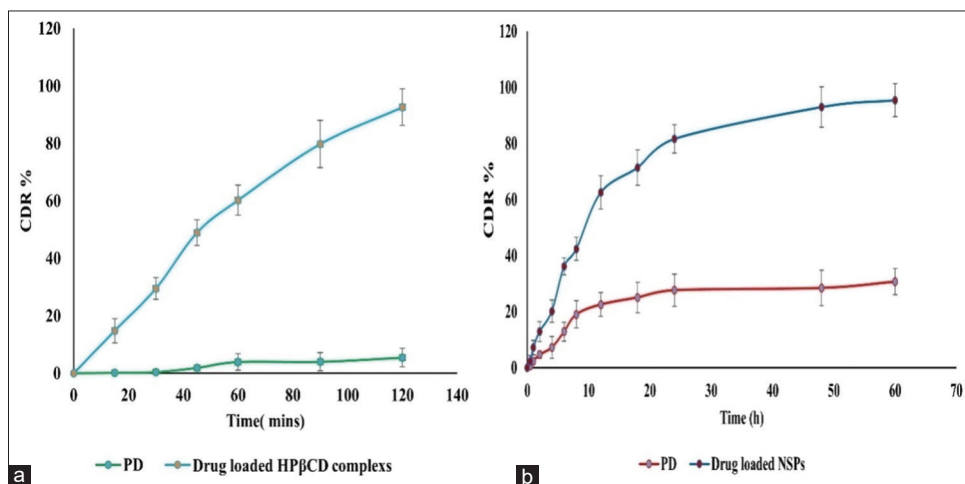 120
100
80
60
40
20
0
CDR %
0 20 40 60 80 100 120 140
Time( mins)
PD Drug loaded HPβCD complexs
a
120
100
80
60
40
20
0
CDR %
0 10 20 30 40 50 60 70
Time (h)
PD Drug loaded NSPs
b